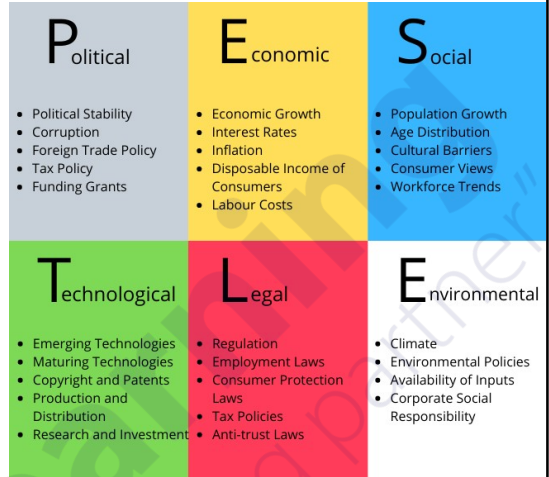 Political
• Political Stability
• Corruption
• Foreign Trade Policy
• Tax Policy
• Funding Grants
Economic
• Economic Growth
• Interest Rates
• Inflation
• Disposable Income of
Consumers
• Labour Costs
Social
• Population Growth
• Age Distribution
• Cultural Barriers
• Consumer Views
• Workforce Trends
Technological
• Emerging Technologies
• Maturing Technologies
• Copyright and Patents
• Production and
Distribution
• Research and Investment
Legal
• Regulation
• Employment Laws
• Consumer Protection
Laws
• Tax Policies
• Anti-trust Laws
Environmental
• Climate
• Environmental Policies
• Availability of Inputs
• Corporate Social
Responsibility
partner”